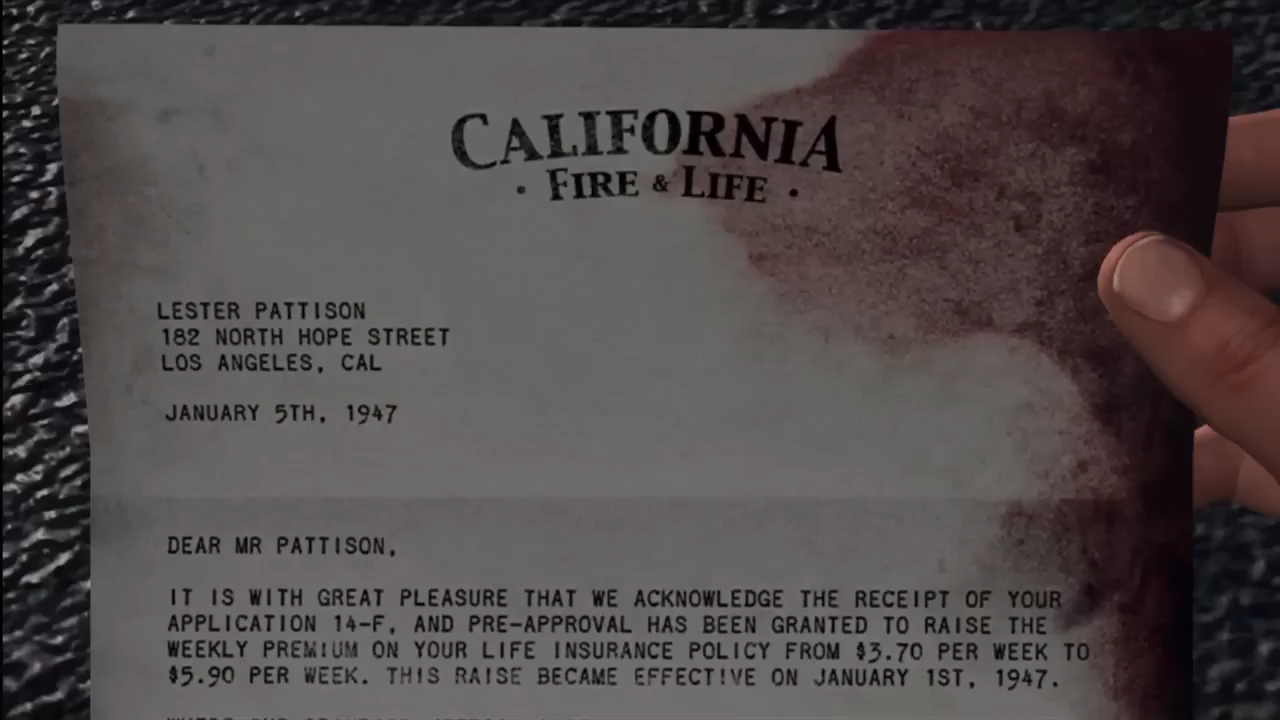 CALIFORNIA
• FIRE & LIFE •
LESTER PATTISON
182 NORTH HOPE STREET
LOS ANGELES, CAL
JANUARY 5TH, 1947
DEAR MR PATTISON,
IT IS WITH GREAT PLEASURE THAT WE ACKNOWLEDGE THE RECEIPT OF YOUR
APPLICATION 14-F, AND PRE-APPROVAL HAS BEEN GRANTED TO RAISE THE
WEEKLY PREMIUM ON YOUR LIFE INSURANCE POLICY FROM $3.70 PER WEEK TO
$5.90 PER WEEK. THIS RAISE BECAME EFFECTIVE ON JANUARY 1ST, 1947.